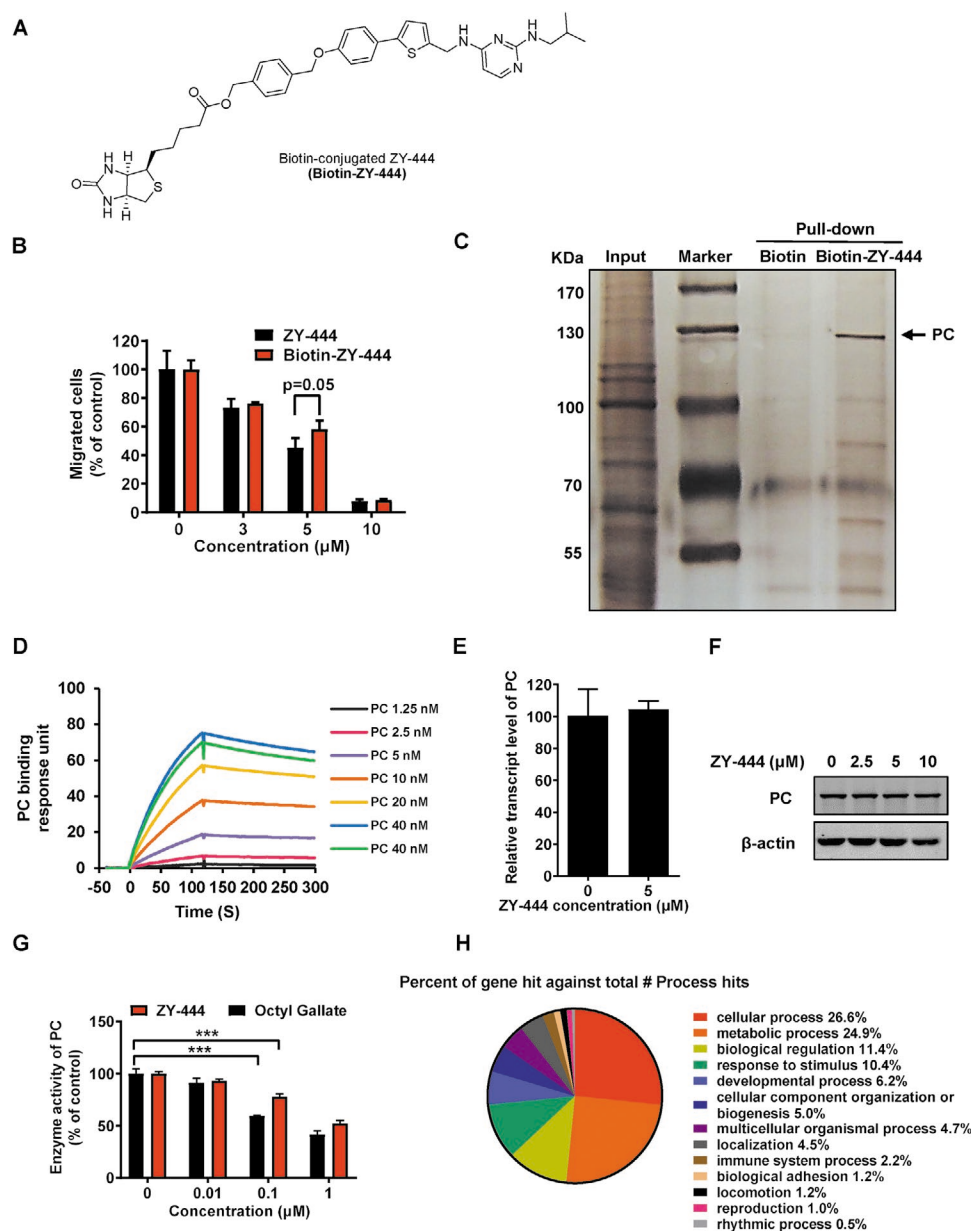 A
O
O
O
S
N
H
N
N
H
N
O
HN
H
N
H
H
S
Biotin-conjugated ZY-444
(Biotin-ZY-444)
B
ZY-444
Biotin-ZY-444
p=0.05
Migrated cells
(% of control)
120
100
80
60
40
20
0
0 3 5 10
Concentration (µM)
C
Pull-down
KDa Input Marker Biotin Biotin-ZY-444
170
130
100
70
55
PC
D
PC binding
response unit
100
80
60
40
20
0
-50 0 50 100 150 200 250 300
Time (S)
PC 1.25 nM
PC 2.5 nM
PC 5 nM
PC 10 nM
PC 20 nM
PC 40 nM
PC 40 nM
E
Relative transcript level of PC
120
100
80
60
40
20
0
0 5
ZY-444 concentration (µM)
F
ZY-444 (µM) 0 2.5 5 10
PC
β-actin
G
ZY-444 Octyl Gallate
***
***
Enzyme activity of PC
(% of control)
150
100
50
0
0 0.01 0.1 1
Concentration (µM)
H
Percent of gene hit against total # Process hits
cellular process 26.6%
metabolic process 24.9%
biological regulation 11.4%
response to stimulus 10.4%
developmental process 6.2%
cellular component organization or
biogenesis 5.0%
multicellular organismal process 4.7%
localization 4.5%
immune system process 2.2%
biological adhesion 1.2%
locomotion 1.2%
reproduction 1.0%
rhythmic process 0.5%